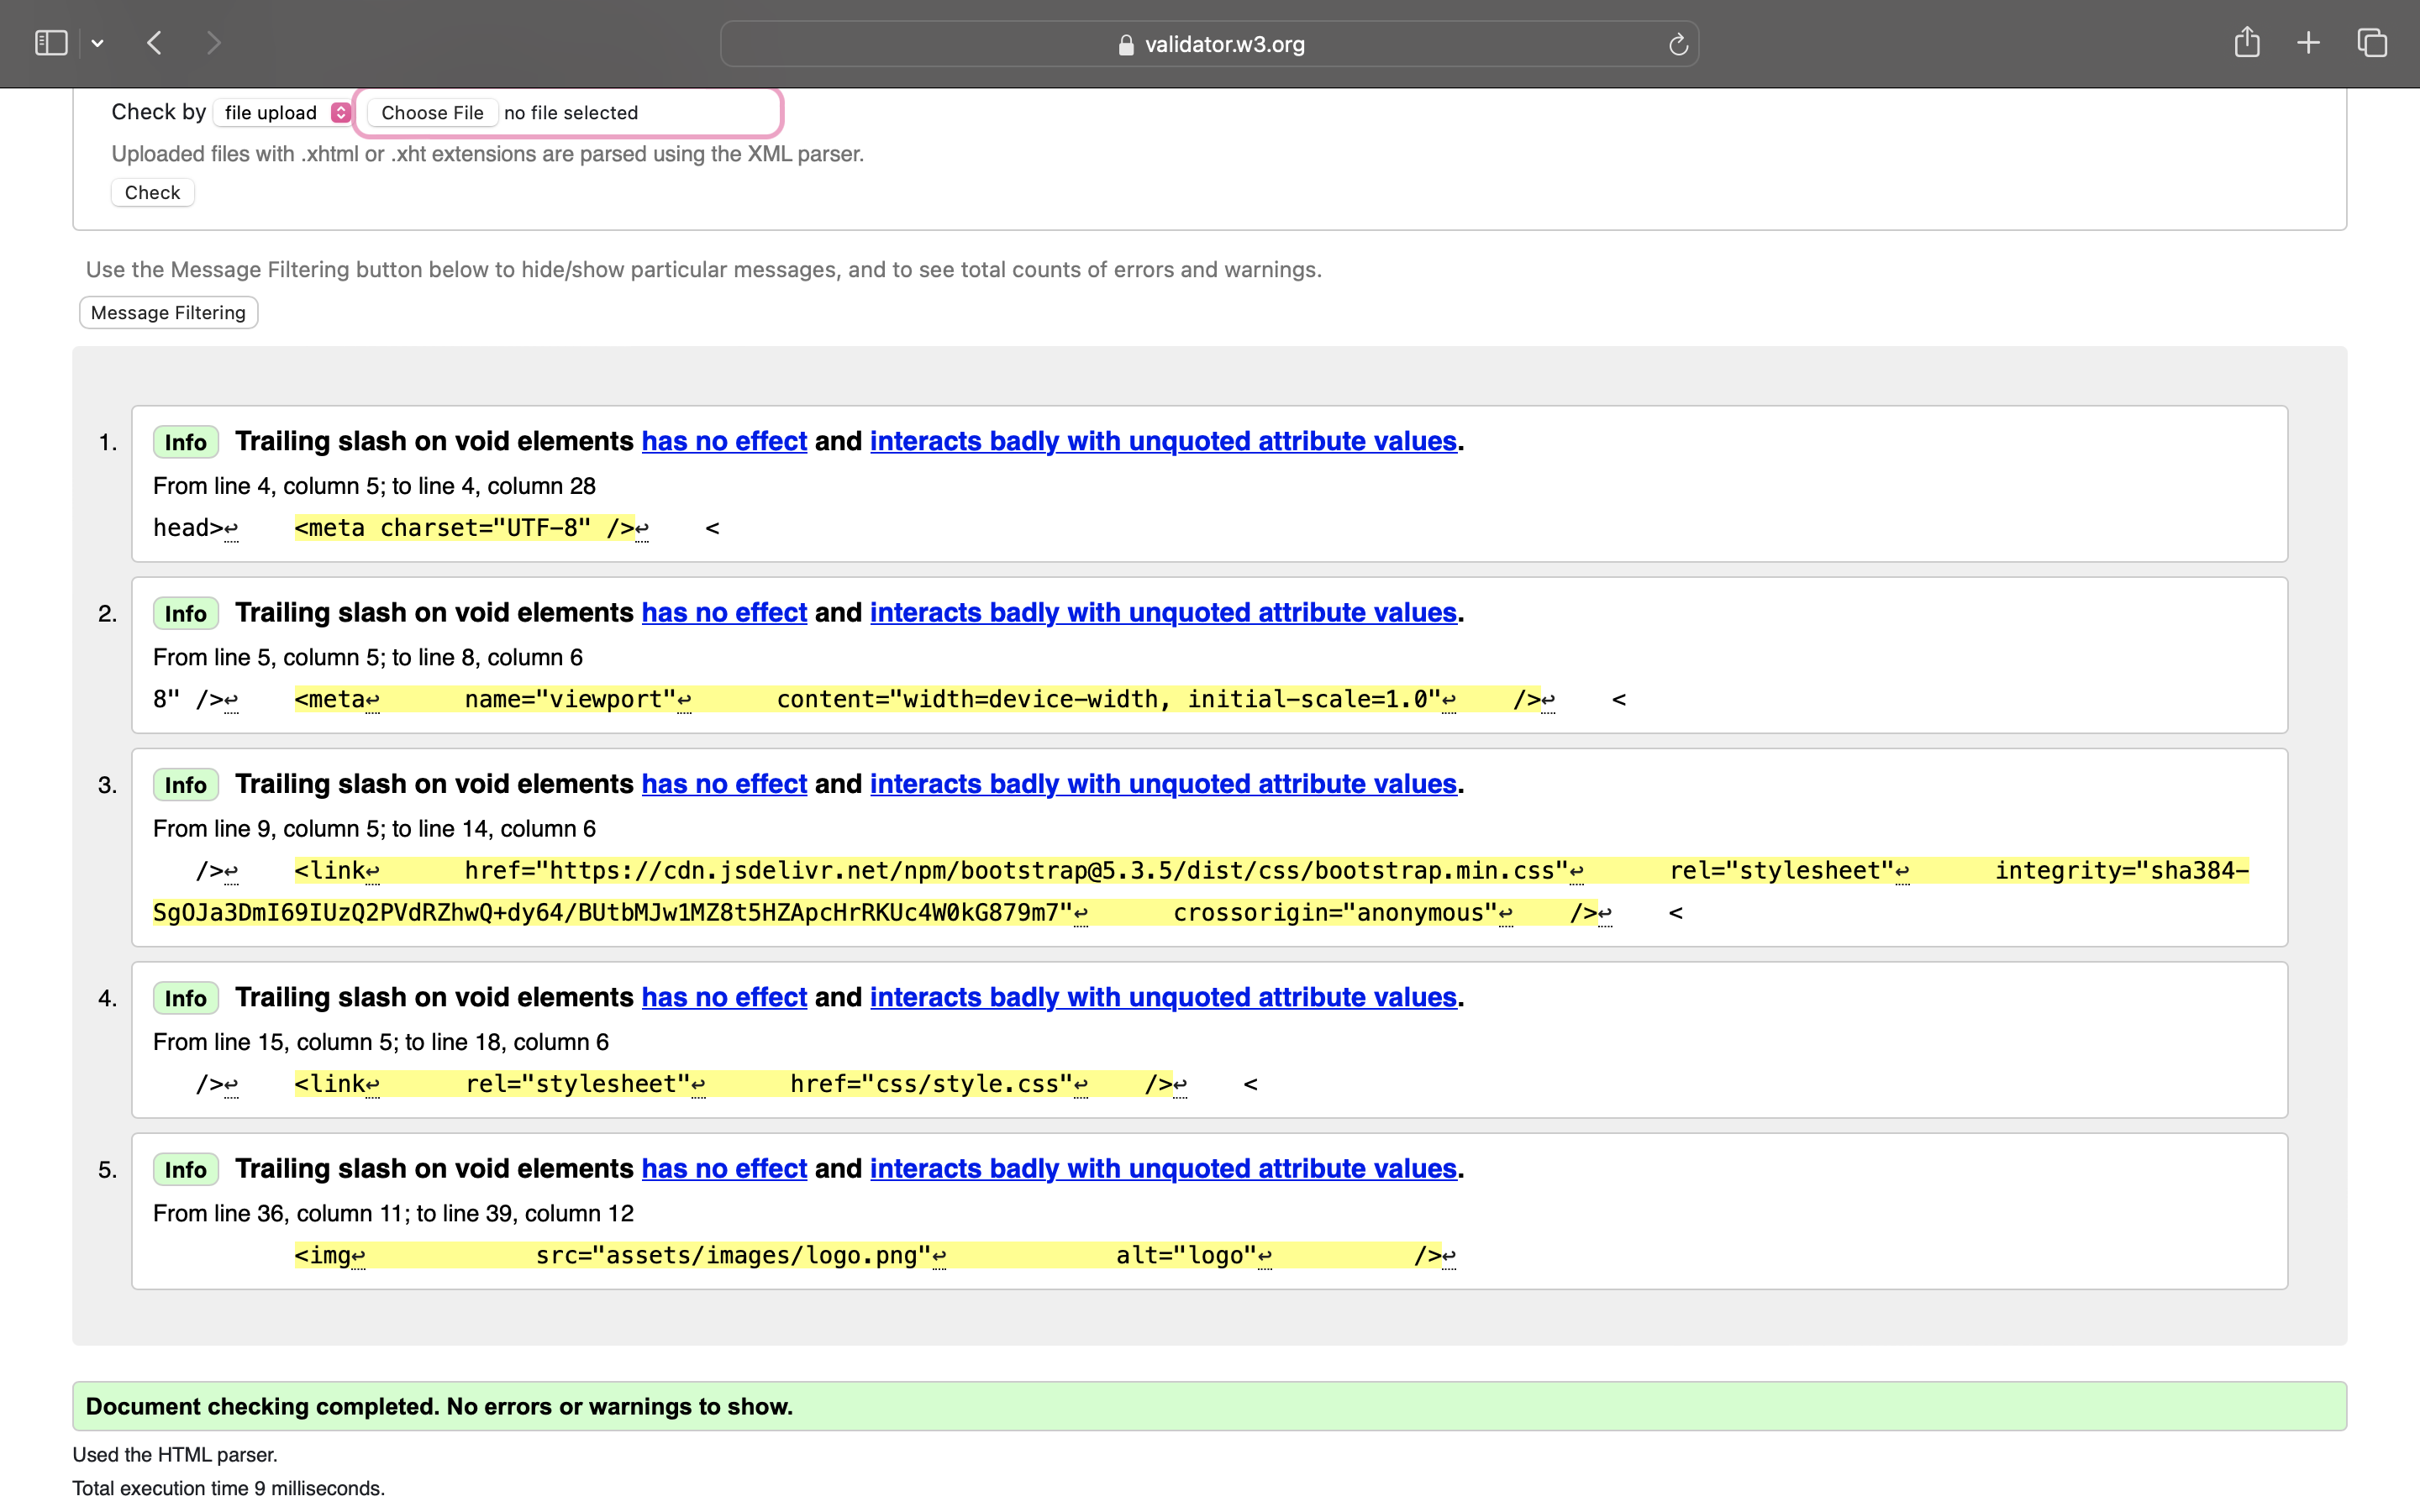 validator.w3.org
Check by file upload Choose File no file selected
Uploaded files with .xhtml or .xht extensions are parsed using the XML parser.
Check
Use the Message Filtering button below to hide/show particular messages, and to see total counts of errors and warnings.
Message Filtering
1. Info Trailing slash on void elements has no effect and interacts badly with unquoted attribute values.
From line 4, column 5; to line 4, column 28
head>↩ <meta charset="UTF-8" />↩ <
2. Info Trailing slash on void elements has no effect and interacts badly with unquoted attribute values.
From line 5, column 5; to line 8, column 6
8" />↩ <meta↩ name="viewport"↩ content="width=device-width, initial-scale=1.0"↩ />↩ <
3. Info Trailing slash on void elements has no effect and interacts badly with unquoted attribute values.
From line 9, column 5; to line 14, column 6
/>↩ <link↩ href="https://cdn.jsdelivr.net/npm/bootstrap@5.3.5/dist/css/bootstrap.min.css"↩ rel="stylesheet"↩ integrity="sha384-
SgOJa3DmI69IUzQ2PVdRZhwQ+dy64/BUtbMJw1MZ8t5HZApcHrRKUc4W0kG879m7"↩ crossorigin="anonymous"↩ />↩ <
4. Info Trailing slash on void elements has no effect and interacts badly with unquoted attribute values.
From line 15, column 5; to line 18, column 6
/>↩ <link↩ rel="stylesheet"↩ href="css/style.css"↩ />↩ <
5. Info Trailing slash on void elements has no effect and interacts badly with unquoted attribute values.
From line 36, column 11; to line 39, column 12
<img↩ src="assets/images/logo.png"↩ alt="logo"↩ />↩
Document checking completed. No errors or warnings to show.
Used the HTML parser.
Total execution time 9 milliseconds.